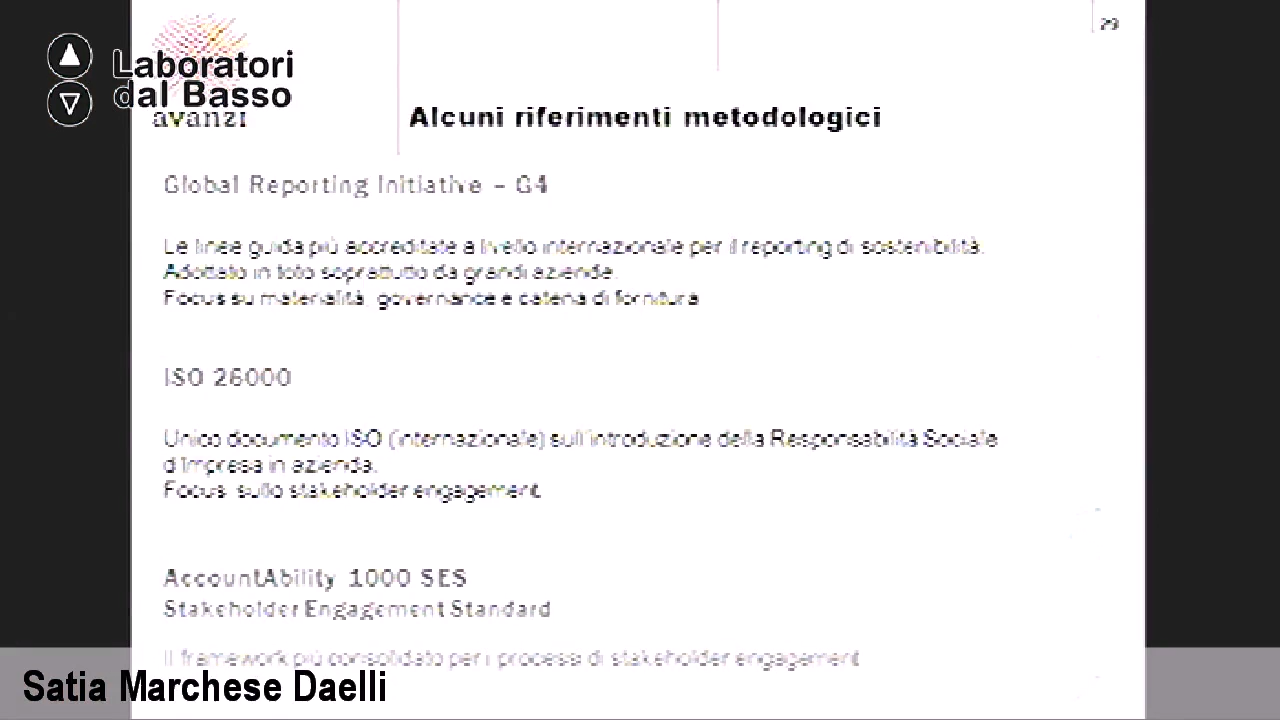 29
Laboratori
dal Basso
avanzi
Alcuni riferimenti metodologici
Global Reporting Initiative – G4
Le linee guida più accreditate a livello internazionale per il reporting di sostenibilità.
Adottato in toto soprattutto da grandi aziende.
Focus su materialità, governance e catena di fornitura
ISO 26000
Unico documento ISO (internazionale) sull'introduzione della Responsabilità Sociale
d'Impresa in azienda.
Focus sullo stakeholder engagement
AccountAbility 1000 SES
Stakeholder Engagement Standard
Il framework più consolidato per i processi di stakeholder engagement
Satia Marchese Daelli